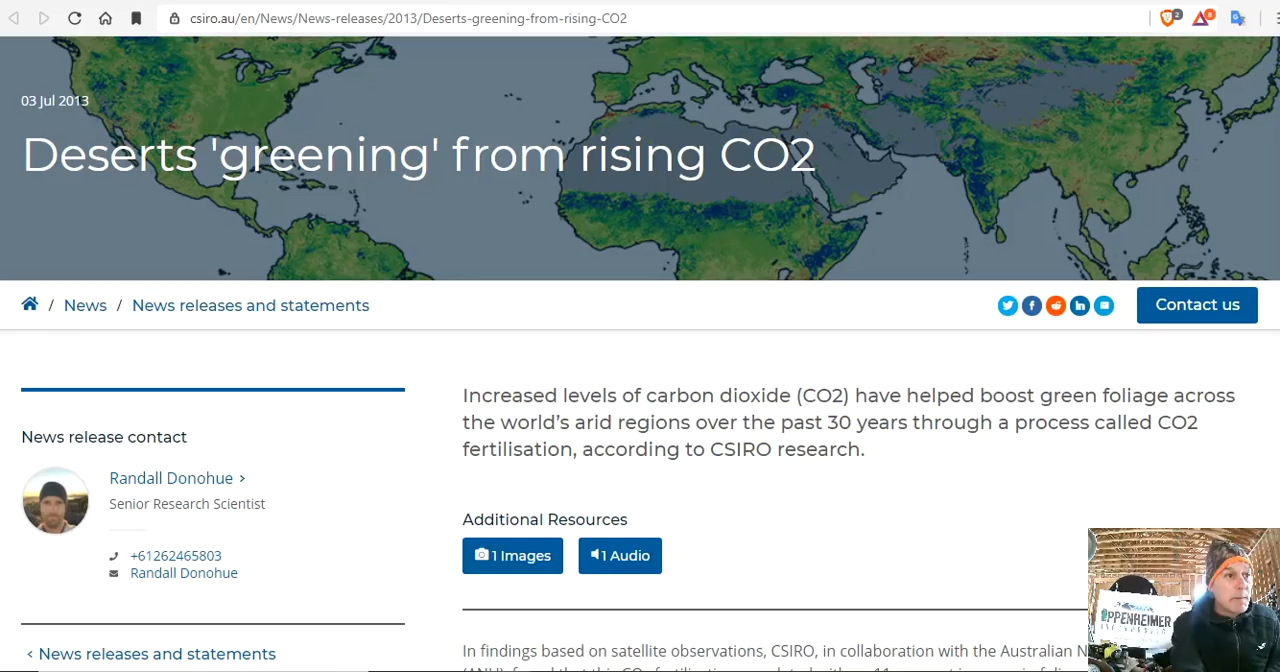 csiro.au/en/News/News-releases/2013/Deserts-greening-from-rising-CO2
2
8
03 Jul 2013
Deserts 'greening' from rising CO2
/ News / News releases and statements
Contact us
Increased levels of carbon dioxide (CO2) have helped boost green foliage across
the world's arid regions over the past 30 years through a process called CO2
fertilisation, according to CSIRO research.
News release contact
Randall Donohue >
Senior Research Scientist
+61262465803
Randall Donohue
Additional Resources
1 Images
1 Audio
< News releases and statements
In findings based on satellite observations, CSIRO, in collaboration with the Australian
PPENHEIMER